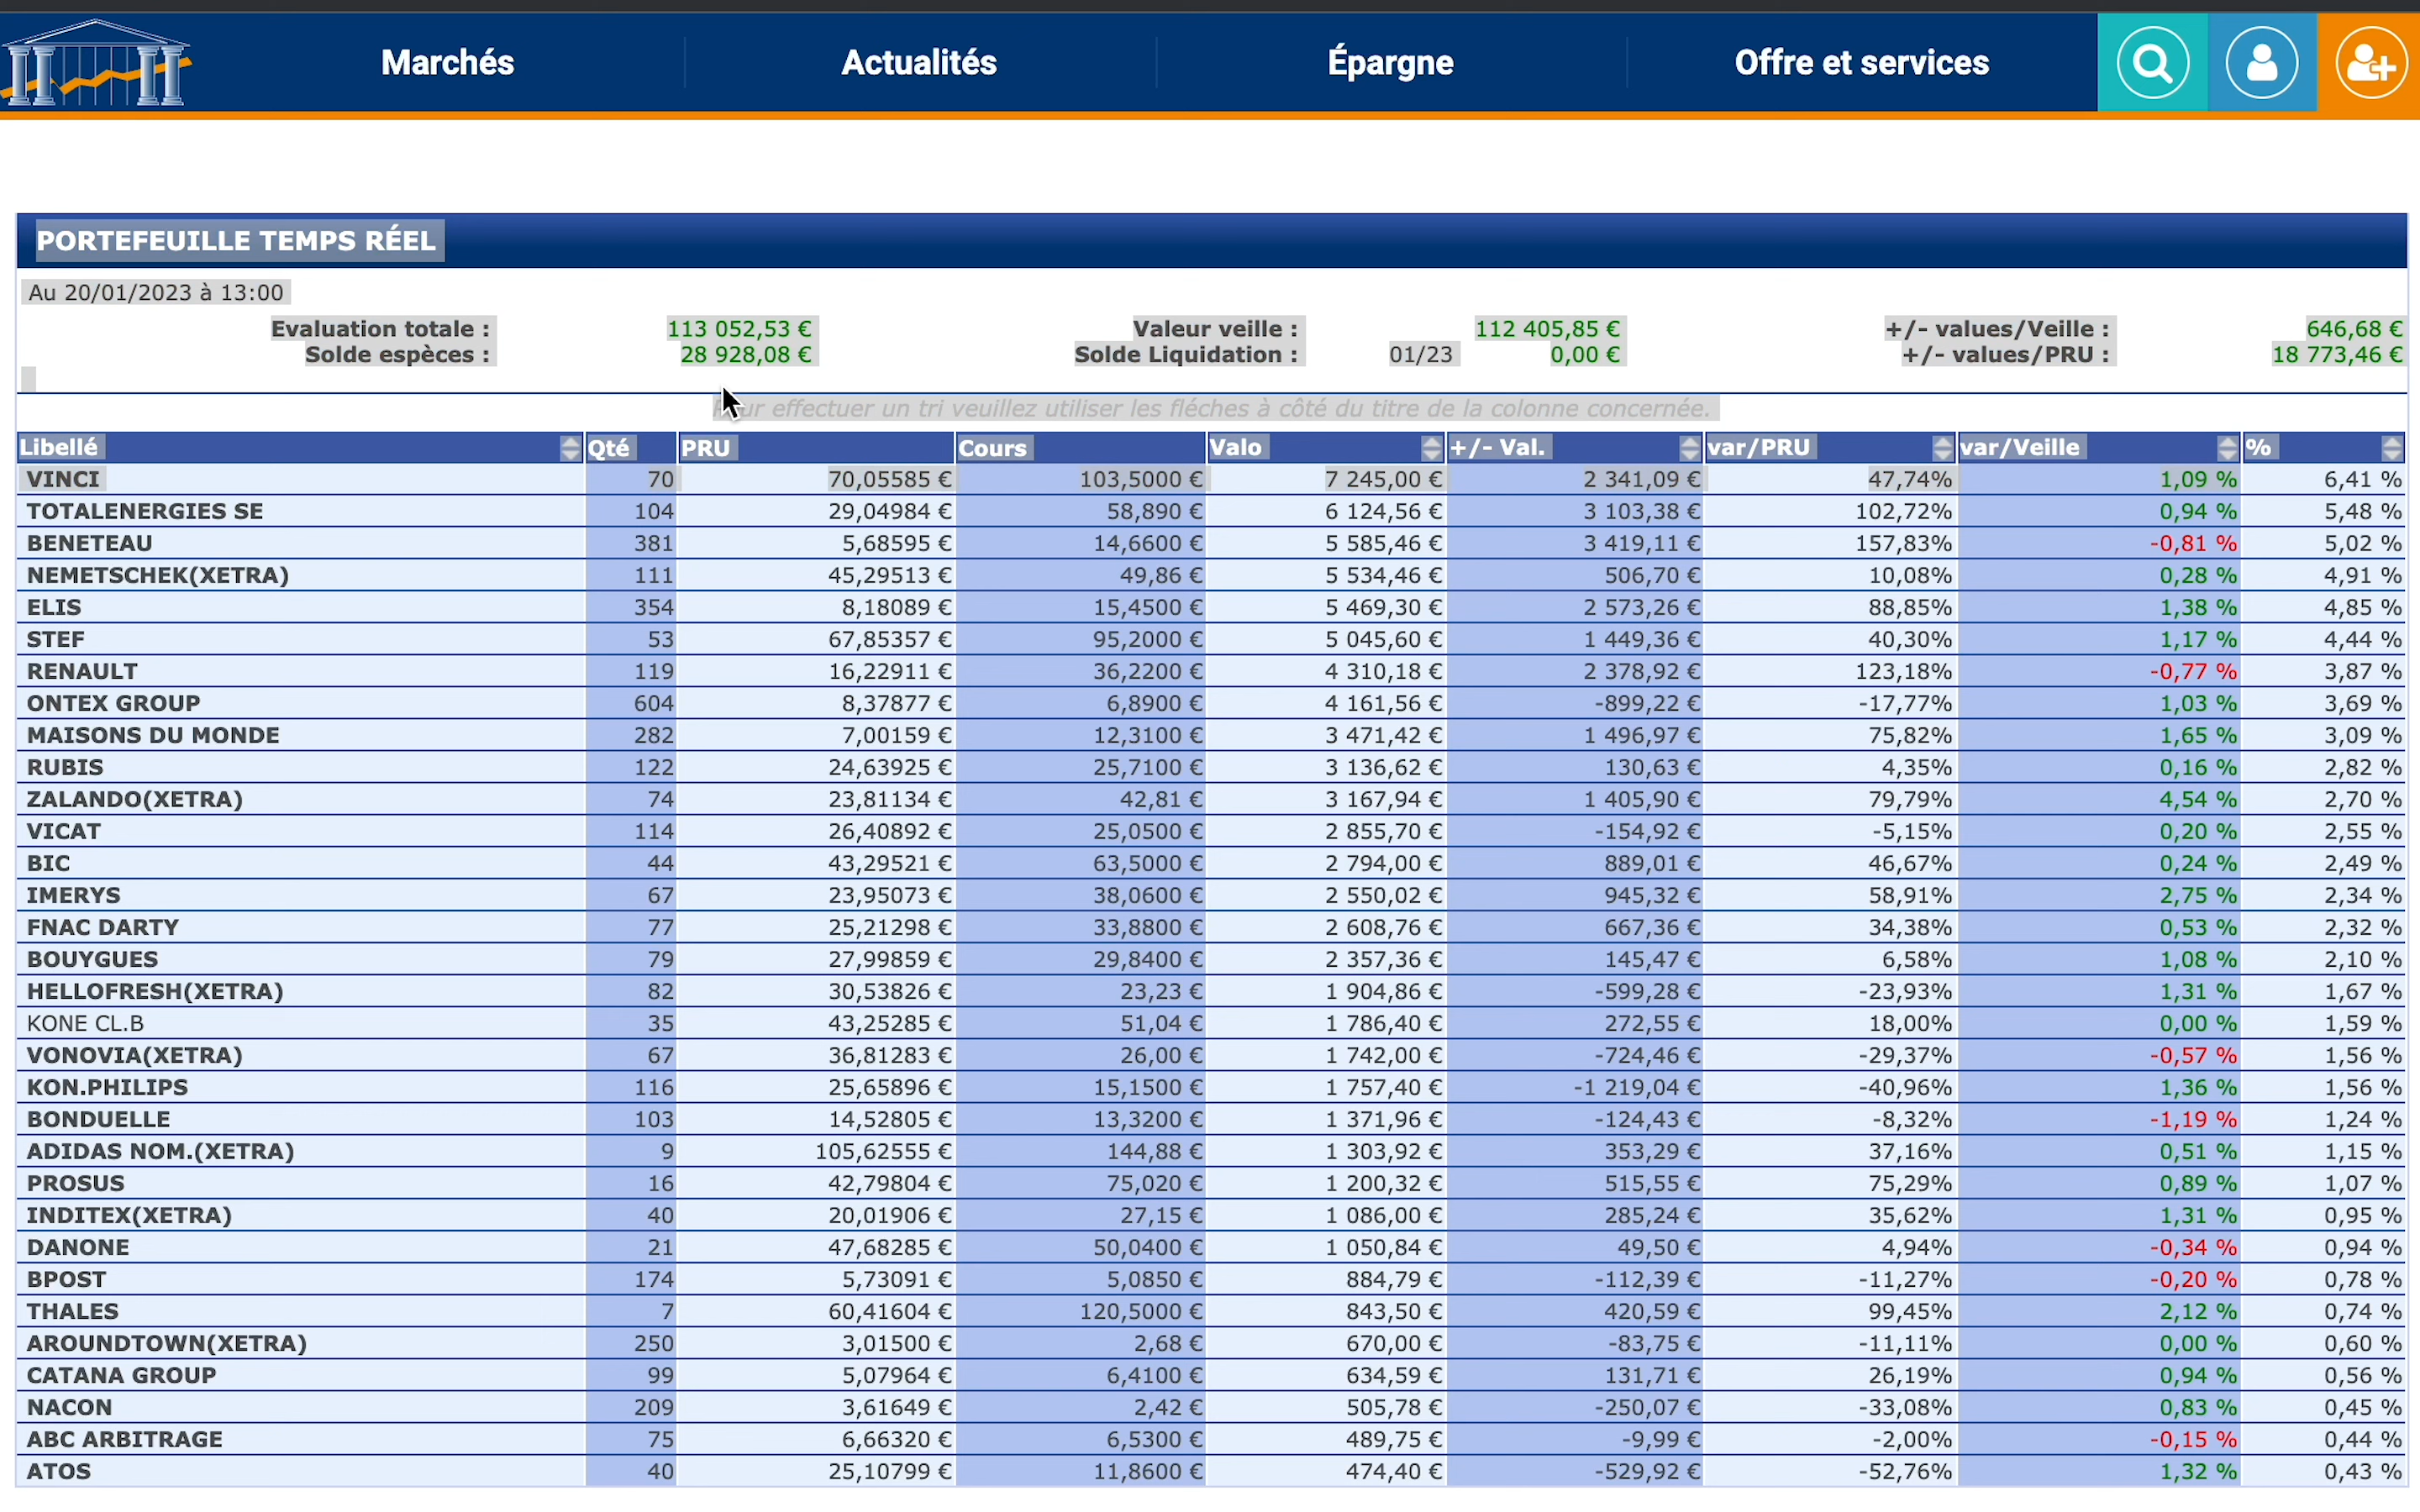 Marchés Actualités Épargne Offre et services
PORTEFEUILLE TEMPS RÉEL
Au 20/01/2023 à 13:00
Evaluation totale : 113 052,53 € Valeur veille : 112 405,85 € +/- values/Veille : 646,68 €
Solde espèces : 28 928,08 € Solde Liquidation : 01/23 0,00 € +/- values/PRU : 18 773,46 €
Pour effectuer un tri veuillez utiliser les fléches à côté du titre de la colonne concernée.
Libellé Qté PRU Cours Valo +/- Val. var/PRU var/Veille %
VINCI 70 70,05585 € 103,5000 € 7 245,00 € 2 341,09 € 47,74% 1,09 % 6,41 %
TOTALENERGIES SE 104 29,04984 € 58,890 € 6 124,56 € 3 103,38 € 102,72% 0,94 % 5,48 %
BENETEAU 381 5,68595 € 14,6600 € 5 585,46 € 3 419,11 € 157,83% -0,81 % 5,02 %
NEMETSCHEK(XETRA) 111 45,29513 € 49,86 € 5 534,46 € 506,70 € 10,08% 0,28 % 4,91 %
ELIS 354 8,18089 € 15,4500 € 5 469,30 € 2 573,26 € 88,85% 1,38 % 4,85 %
STEF 53 67,85357 € 95,2000 € 5 045,60 € 1 449,36 € 40,30% 1,17 % 4,44 %
RENAULT 119 16,22911 € 36,2200 € 4 310,18 € 2 378,92 € 123,18% -0,77 % 3,87 %
ONTEX GROUP 604 8,37877 € 6,8900 € 4 161,56 € -899,22 € -17,77% 1,03 % 3,69 %
MAISONS DU MONDE 282 7,00159 € 12,3100 € 3 471,42 € 1 496,97 € 75,82% 1,65 % 3,09 %
RUBIS 122 24,63925 € 25,7100 € 3 136,62 € 130,63 € 4,35% 0,16 % 2,82 %
ZALANDO(XETRA) 74 23,81134 € 42,81 € 3 167,94 € 1 405,90 € 79,79% 4,54 % 2,70 %
VICAT 114 26,40892 € 25,0500 € 2 855,70 € -154,92 € -5,15% 0,20 % 2,55 %
BIC 44 43,29521 € 63,5000 € 2 794,00 € 889,01 € 46,67% 0,24 % 2,49 %
IMERYS 67 23,95073 € 38,0600 € 2 550,02 € 945,32 € 58,91% 2,75 % 2,34 %
FNAC DARTY 77 25,21298 € 33,8800 € 2 608,76 € 667,36 € 34,38% 0,53 % 2,32 %
BOUYGUES 79 27,99859 € 29,8400 € 2 357,36 € 145,47 € 6,58% 1,08 % 2,10 %
HELLOFRESH(XETRA) 82 30,53826 € 23,23 € 1 904,86 € -599,28 € -23,93% 1,31 % 1,67 %
KONE CL.B 35 43,25285 € 51,04 € 1 786,40 € 272,55 € 18,00% 0,00 % 1,59 %
VONOVIA(XETRA) 67 36,81283 € 26,00 € 1 742,00 € -724,46 € -29,37% -0,57 % 1,56 %
KON.PHILIPS 116 25,65896 € 15,1500 € 1 757,40 € -1 219,04 € -40,96% 1,36 % 1,56 %
BONDUELLE 103 14,52805 € 13,3200 € 1 371,96 € -124,43 € -8,32% -1,19 % 1,24 %
ADIDAS NOM.(XETRA) 9 105,62555 € 144,88 € 1 303,92 € 353,29 € 37,16% 0,51 % 1,15 %
PROSUS 16 42,79804 € 75,020 € 1 200,32 € 515,55 € 75,29% 0,89 % 1,07 %
INDITEX(XETRA) 40 20,01906 € 27,15 € 1 086,00 € 285,24 € 35,62% 1,31 % 0,95 %
DANONE 21 47,68285 € 50,0400 € 1 050,84 € 49,50 € 4,94% -0,34 % 0,94 %
BPOST 174 5,73091 € 5,0850 € 884,79 € -112,39 € -11,27% -0,20 % 0,78 %
THALES 7 60,41604 € 120,5000 € 843,50 € 420,59 € 99,45% 2,12 % 0,74 %
AROUNDTOWN(XETRA) 250 3,01500 € 2,68 € 670,00 € -83,75 € -11,11% 0,00 % 0,60 %
CATANA GROUP 99 5,07964 € 6,4100 € 634,59 € 131,71 € 26,19% 0,94 % 0,56 %
NACON 209 3,61649 € 2,42 € 505,78 € -250,07 € -33,08% 0,83 % 0,45 %
ABC ARBITRAGE 75 6,66320 € 6,5300 € 489,75 € -9,99 € -2,00% -0,15 % 0,44 %
ATOS 40 25,10799 € 11,8600 € 474,40 € -529,92 € -52,76% 1,32 % 0,43 %